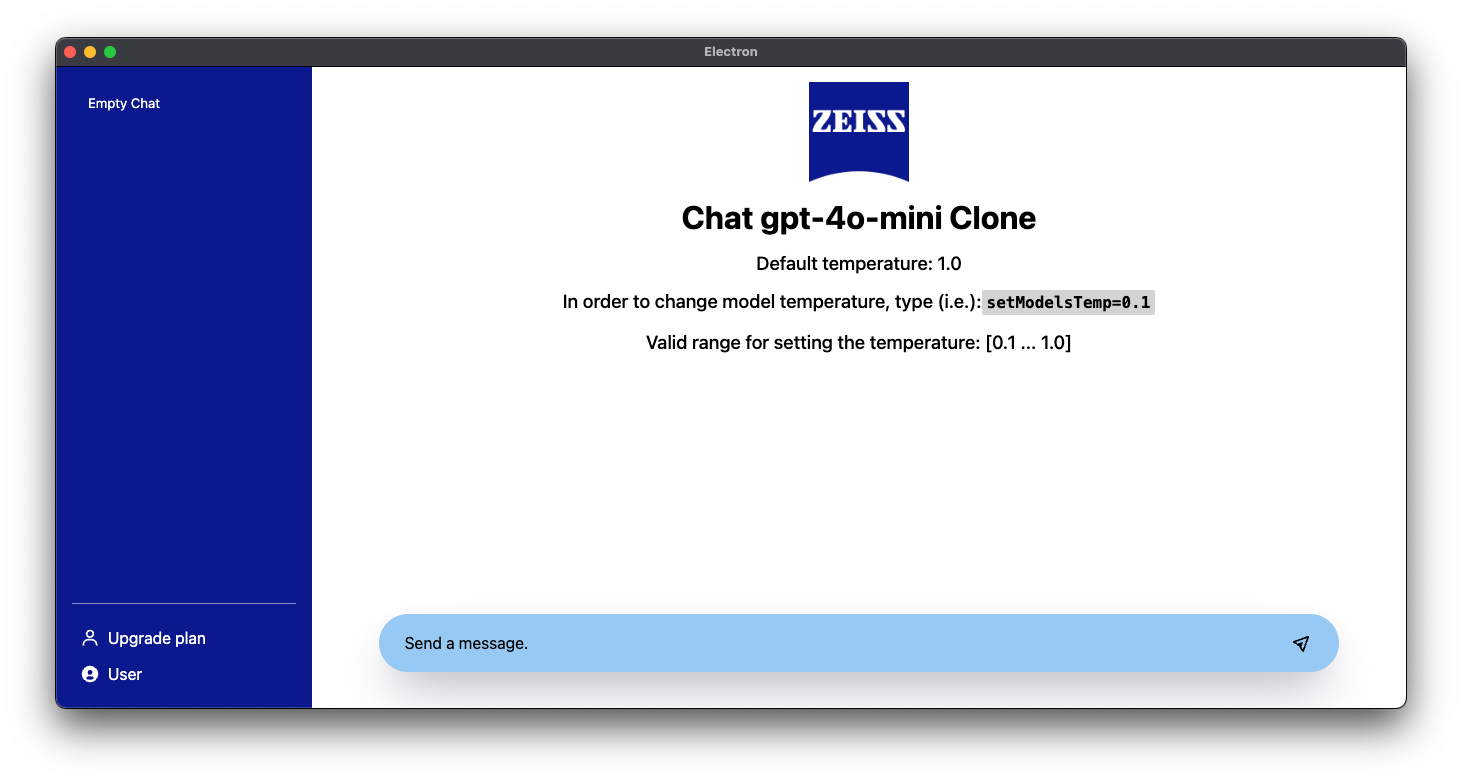 Electron
Empty Chat
ZEISS
Chat gpt-4o-mini Clone
Default temperature: 1.0
In order to change model temperature, type (i.e.): setModelsTemp=0.1
Valid range for setting the temperature: [0.1 ... 1.0]
Upgrade plan
User
Send a message.